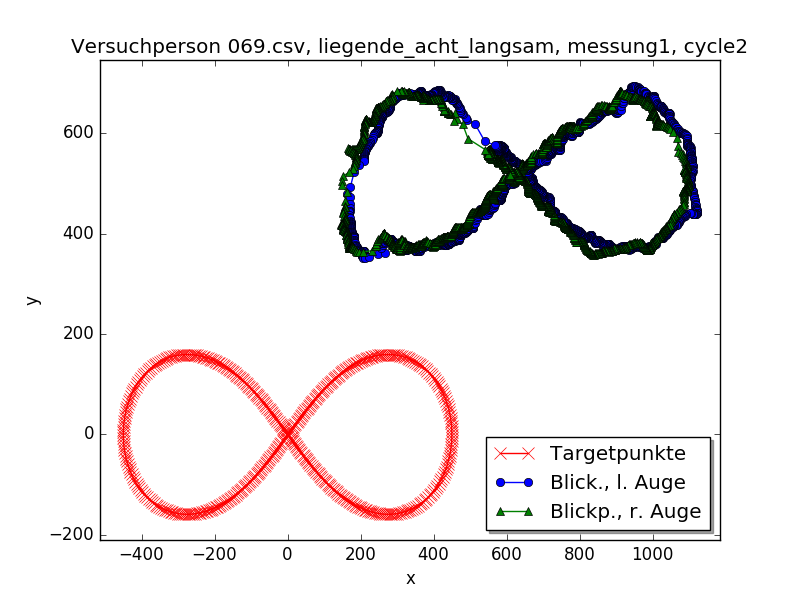 Versuchperson 069.csv, liegende_acht_langsam, messung1, cycle2
600
400
200
0
−200
y
−400
−200
0
200
400
600
800
1000
x
Targetpunkte
Blick., l. Auge
Blickp., r. Auge